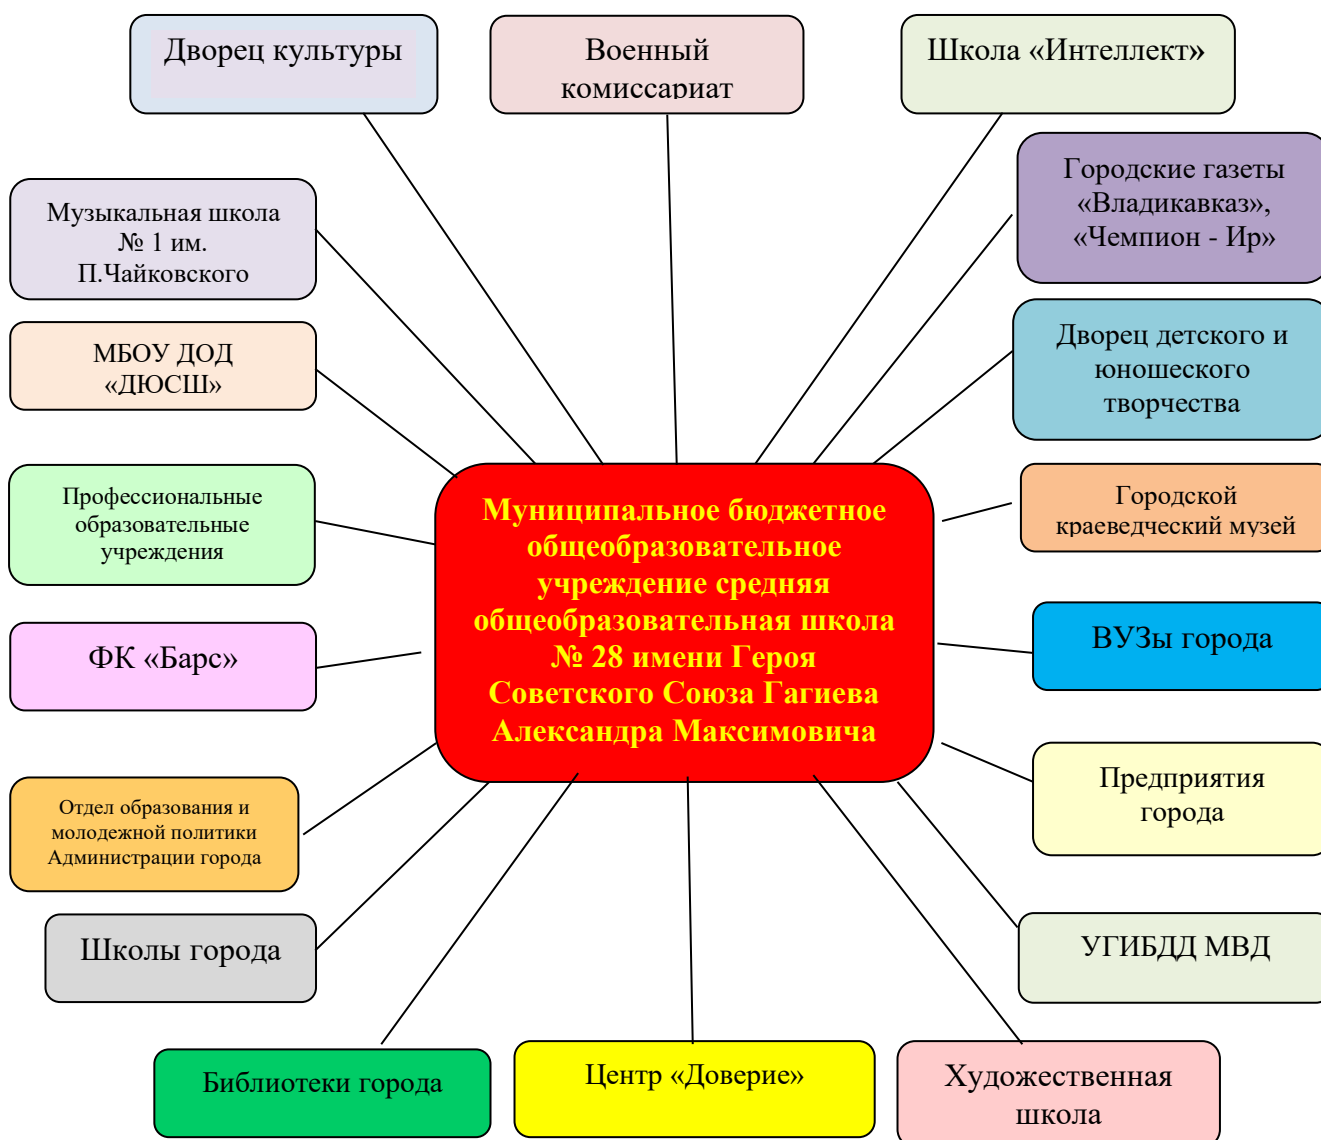 Дворец культуры
Военный
комиссариат
Школа «Интеллект»
Городские газеты
«Владикавказ»,
«Чемпион - Ир»
Музыкальная школа
№ 1 им.
П.Чайковского
Дворец детского и
юношеского
творчества
МБОУ ДОД
«ДЮСШ»
Профессиональные
образовательные
учреждения
Муниципальное бюджетное
общеобразовательное
учреждение средняя
общеобразовательная школа
№ 28 имени Героя
Советского Союза Гагиева
Александра Максимовича
Городской
краеведческий музей
ФК «Барс»
ВУЗы города
Отдел образования и
молодежной политики
Администрации города
Предприятия
города
Школы города
УГИБДД МВД
Библиотеки города
Центр «Доверие»
Художественная
школа